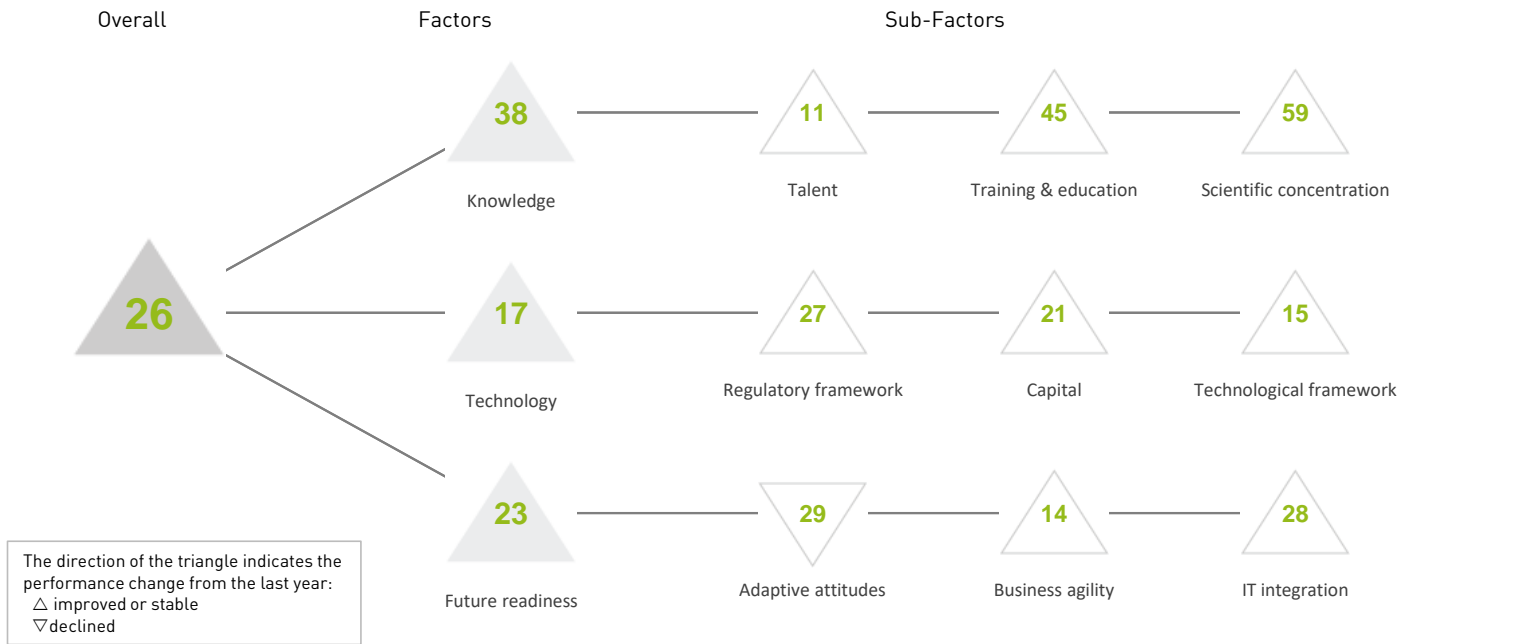 Overall
Factors
Sub-Factors
38
11
45
59
Knowledge
Talent
Training & education
Scientific concentration
26
17
27
21
15
Technology
Regulatory framework
Capital
Technological framework
23
29
14
28
Future readiness
Adaptive attitudes
Business agility
IT integration
The direction of the triangle indicates the
performance change from the last year:
△ improved or stable
▽declined